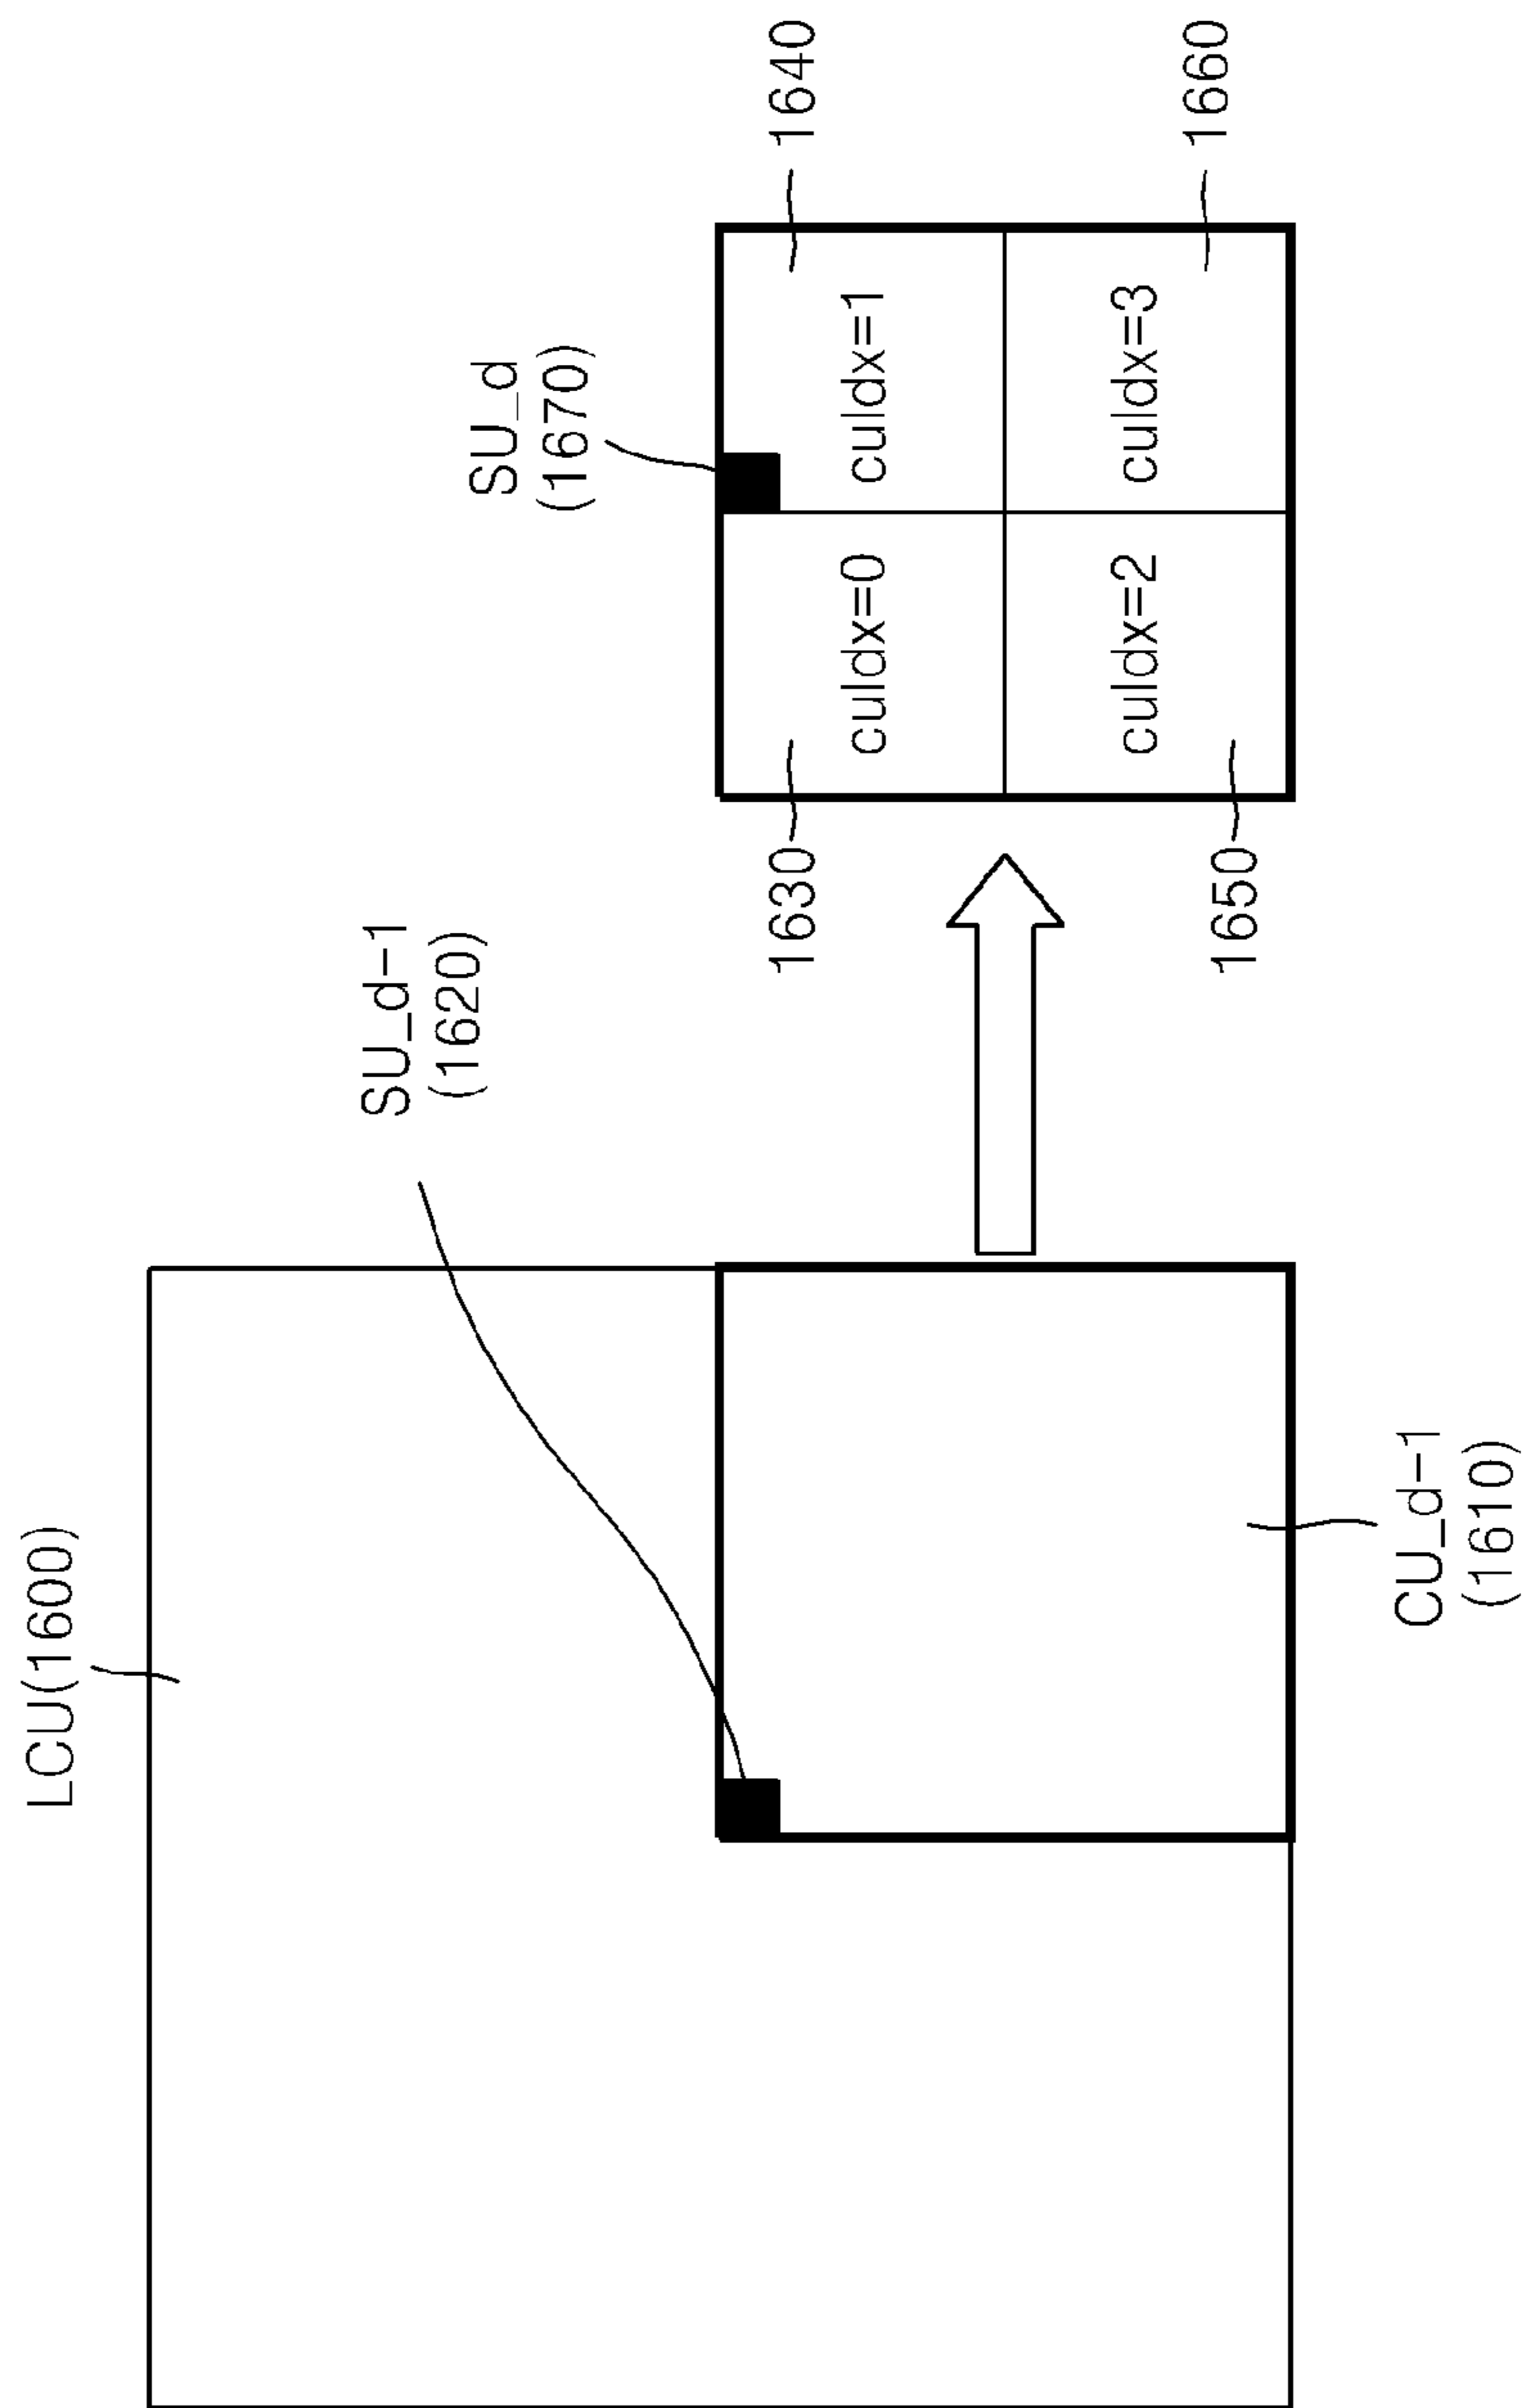 LCU(1600)
SU_d-1
(1620)
SU_d
(1670)
1630
1640
cuIdx=0
cuIdx=1
cuIdx=2
cuIdx=3
1650
1660
CU_d-1
(1610)